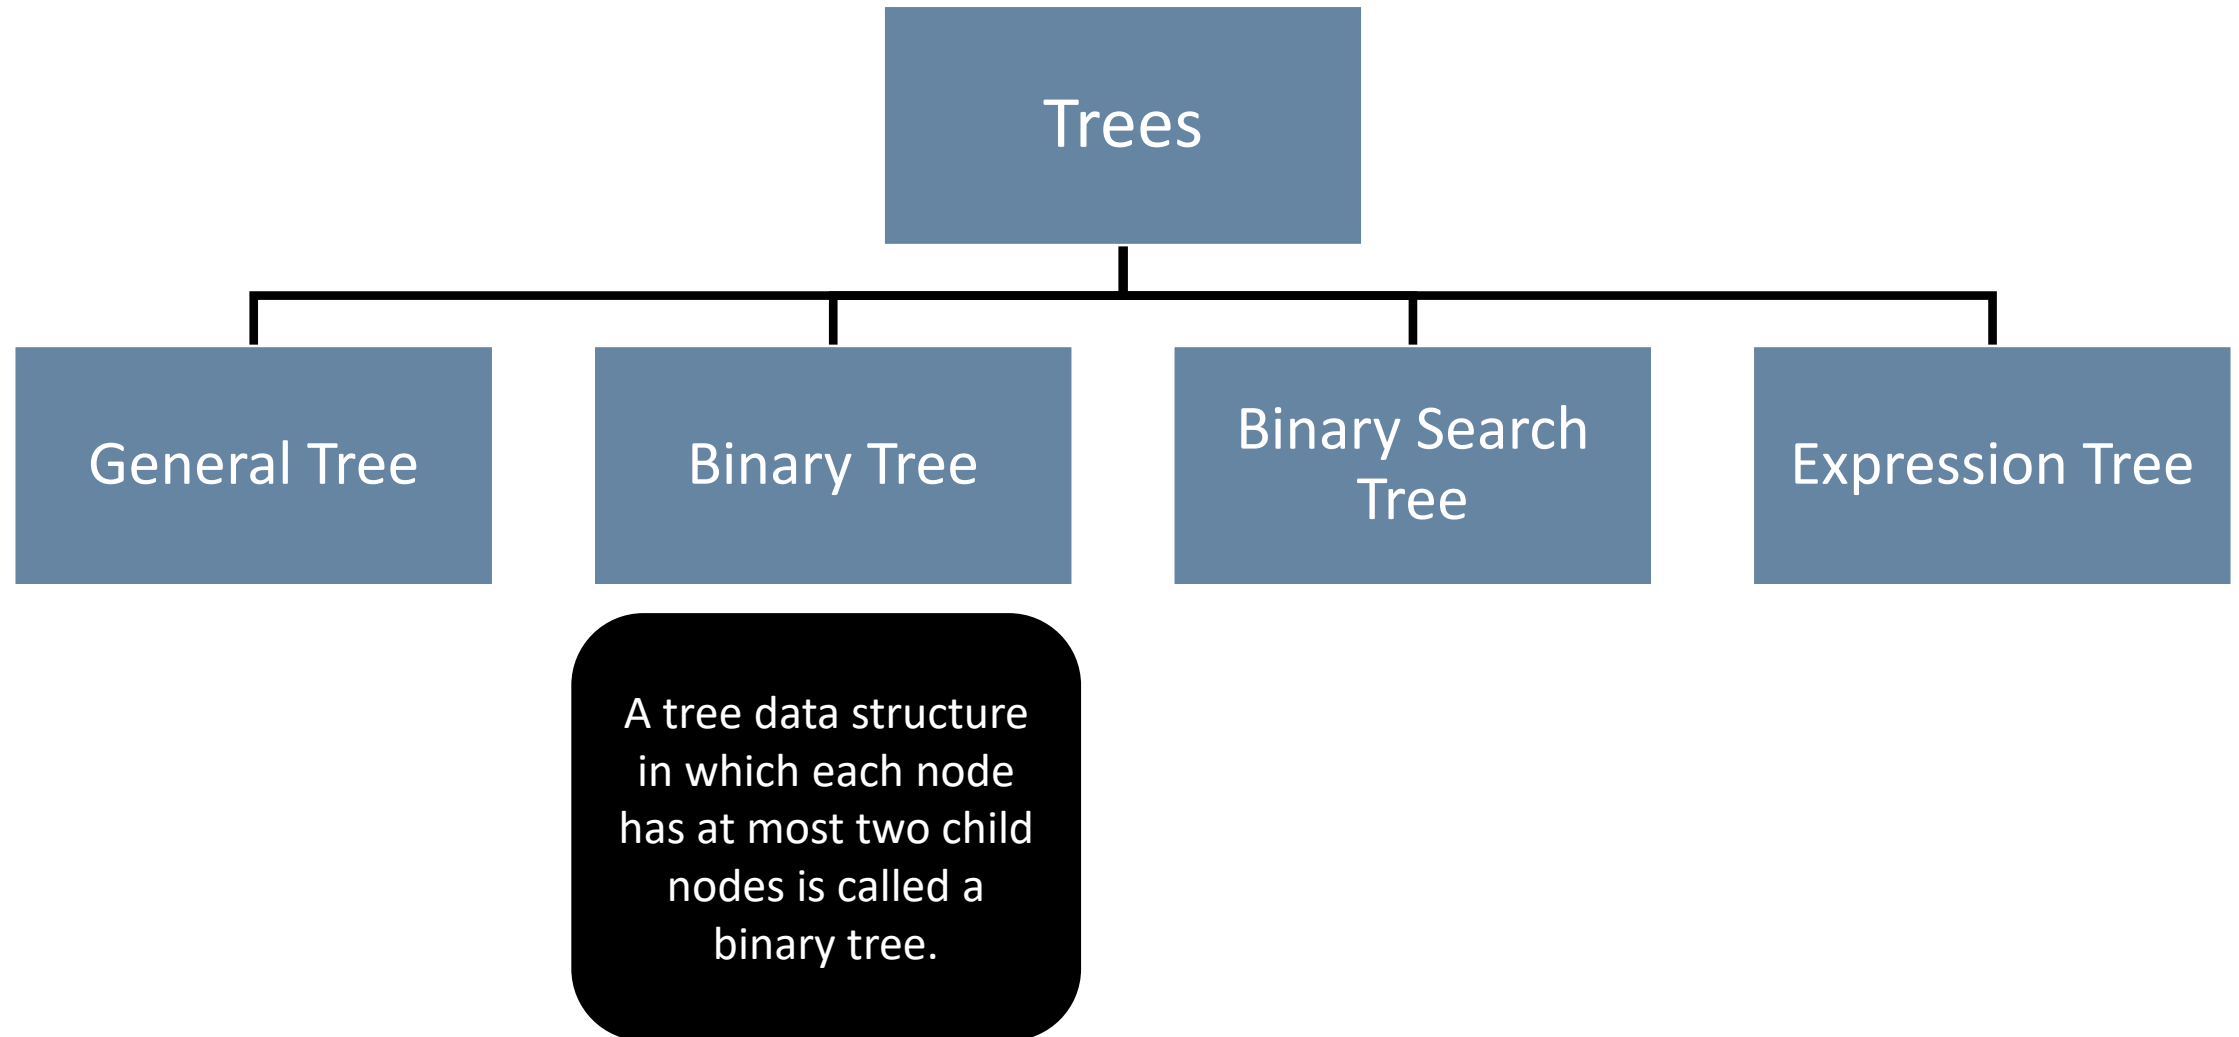 Trees
General Tree
Binary Tree
Binary Search
Tree
Expression Tree
A tree data structure
in which each node
has at most two child
nodes is called a
binary tree.